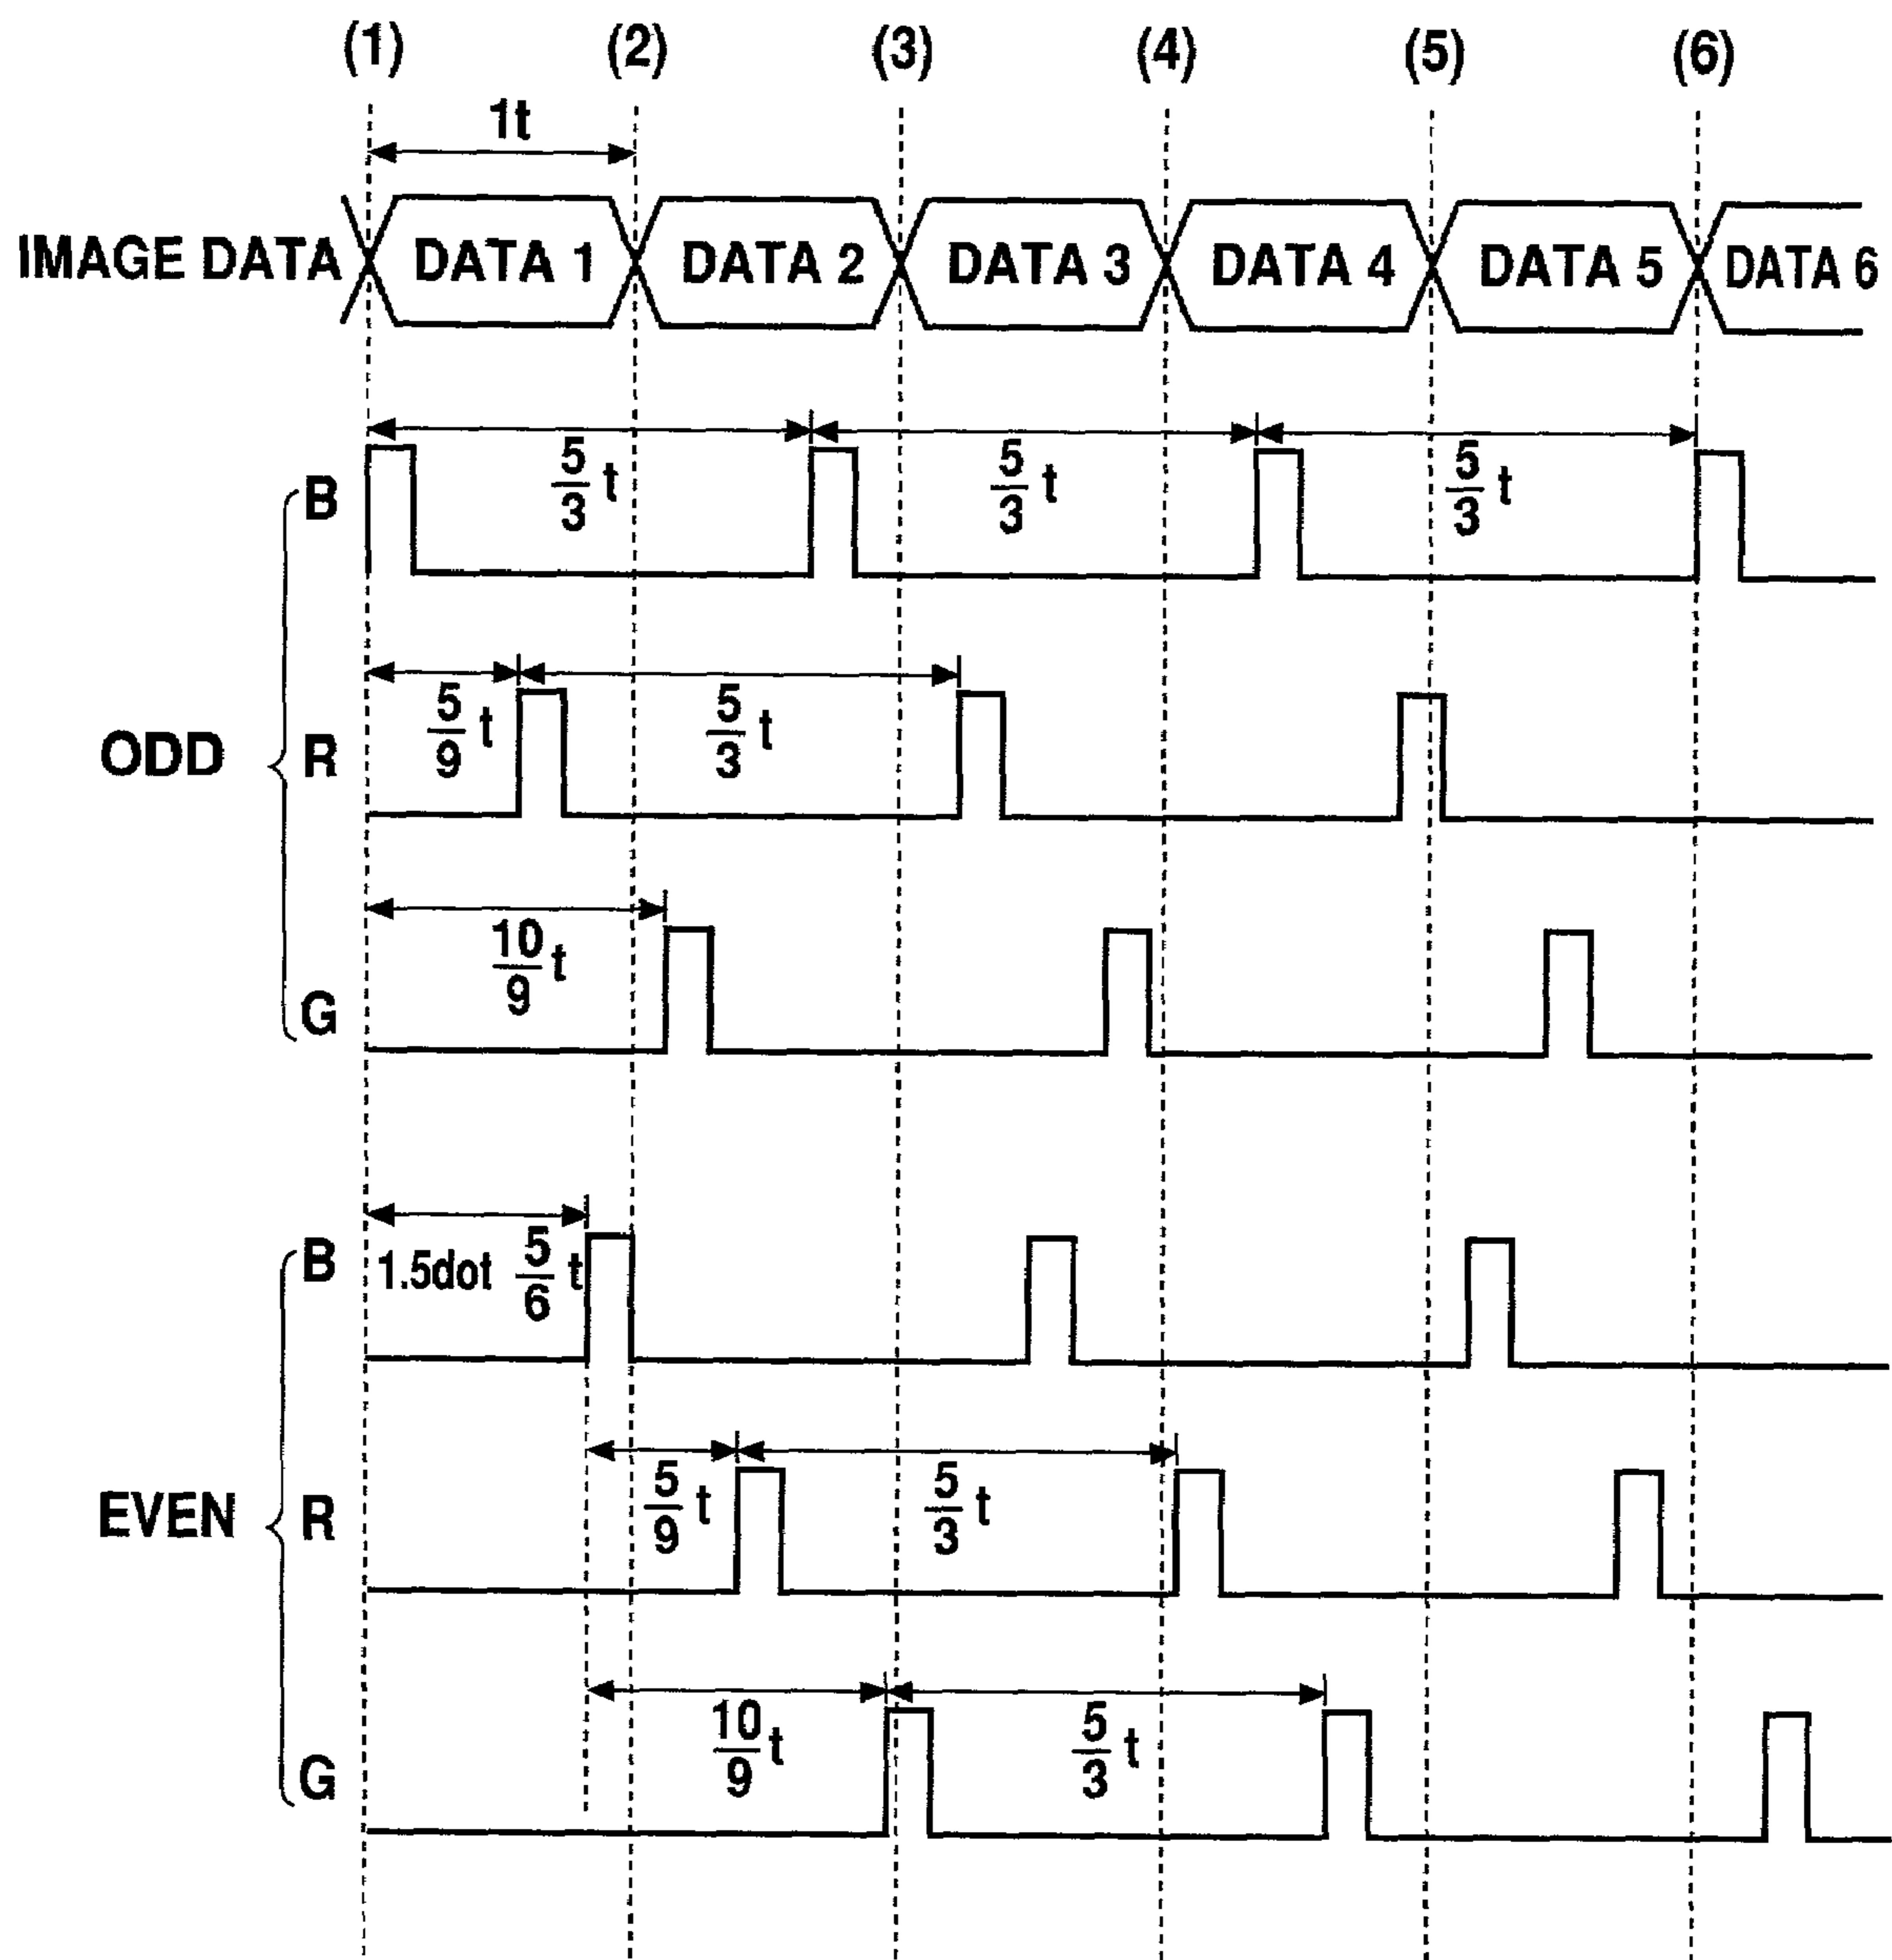 (1) (2) (3) (4) (5) (6)
1t
IMAGE DATA DATA 1 DATA 2 DATA 3 DATA 4 DATA 5 DATA 6
ODD
B
5/3 t 5/3 t 5/3 t
R
5/9 t 5/3 t
G
10/9 t
EVEN
B
1.5dot 5/6 t
R
5/9 t 5/3 t
G
10/9 t 5/3 t